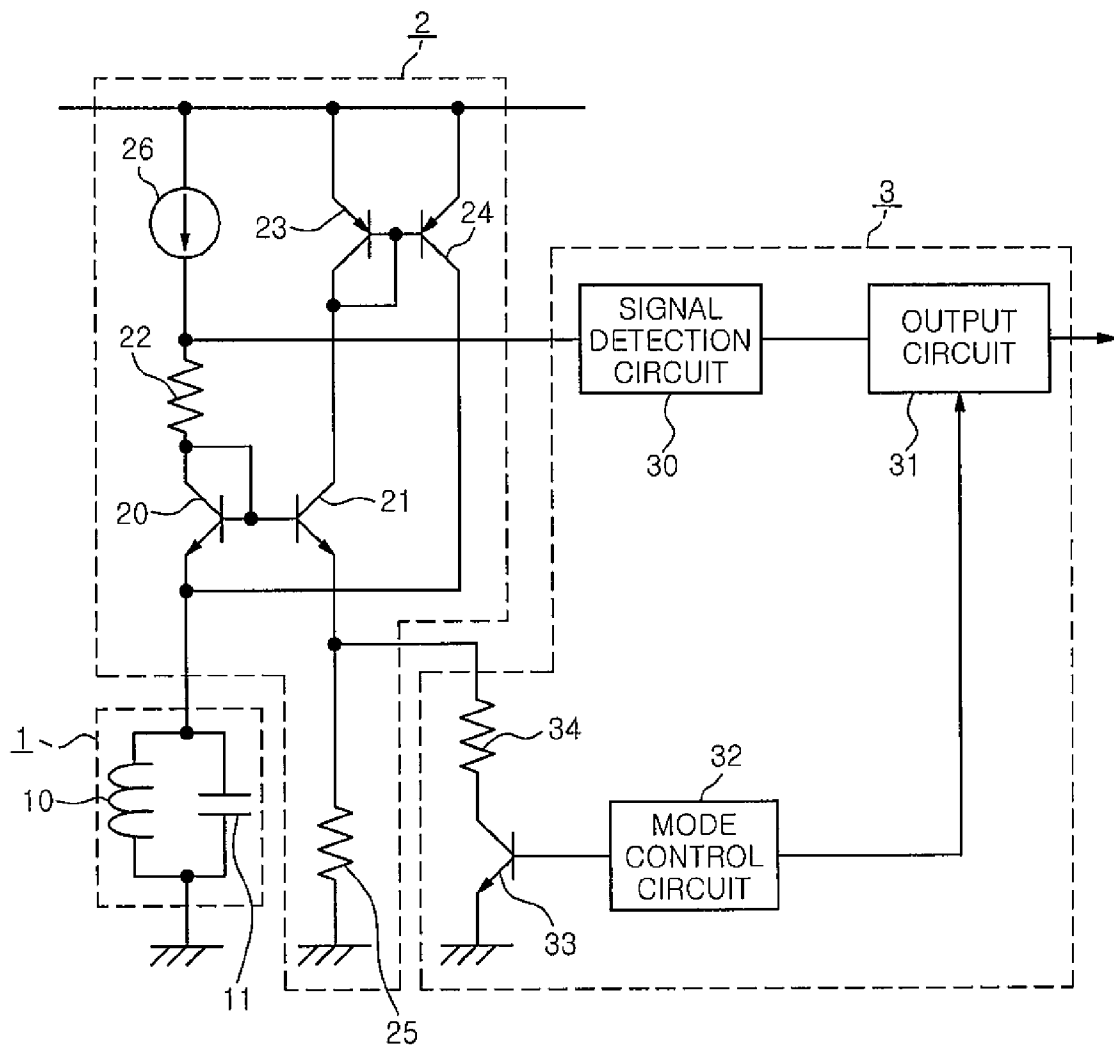 2
26
3
23
24
SIGNAL
DETECTION
CIRCUIT
OUTPUT
CIRCUIT
22
30
31
20
21
34
1
32
10
MODE
CONTROL
CIRCUIT
33
11
25